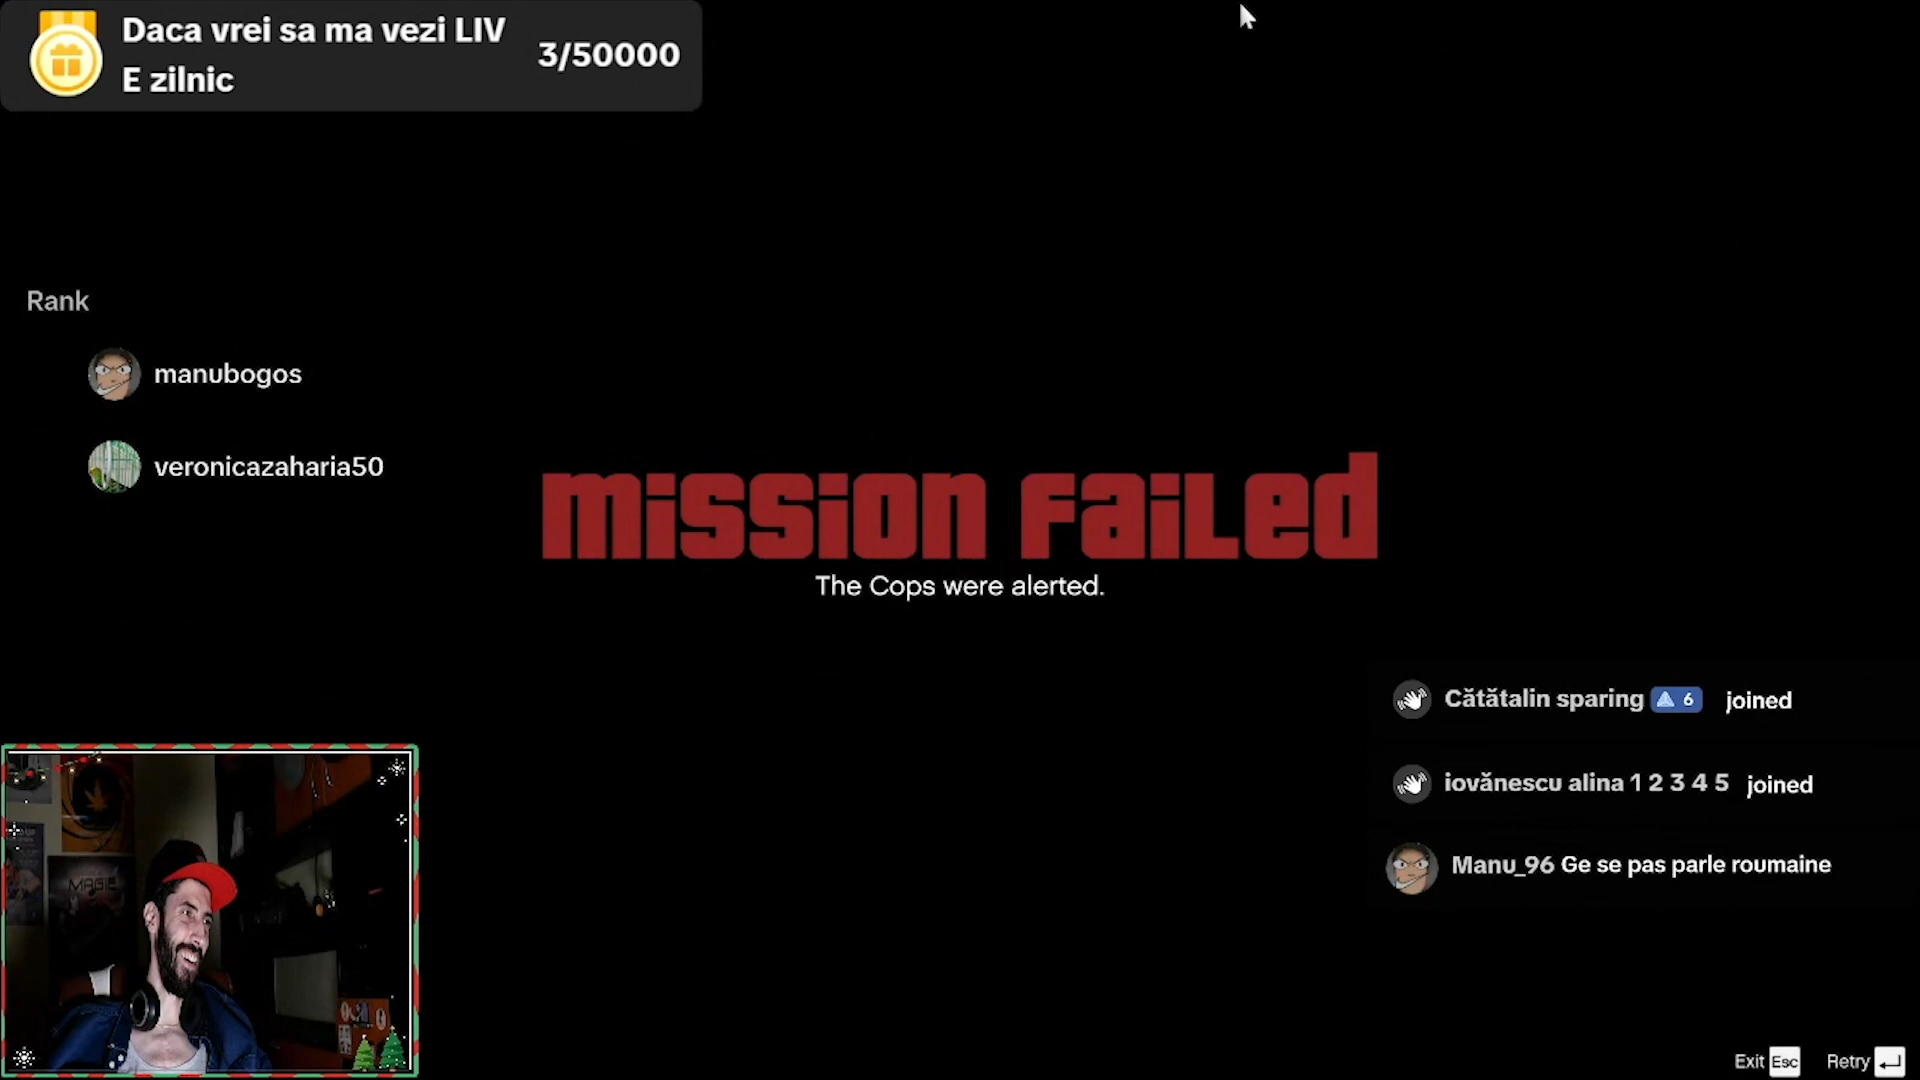 Daca vrei sa ma vezi LIV
E zilnic
3/50000
Rank
manubogos
veronicazaharia50
mission failed
The Cops were alerted.
Cătătalin sparing 6 joined
iovănescu alina 1 2 3 4 5 joined
Manu_96 Ge se pas parle roumaine
MAGIC
Exit Esc Retry